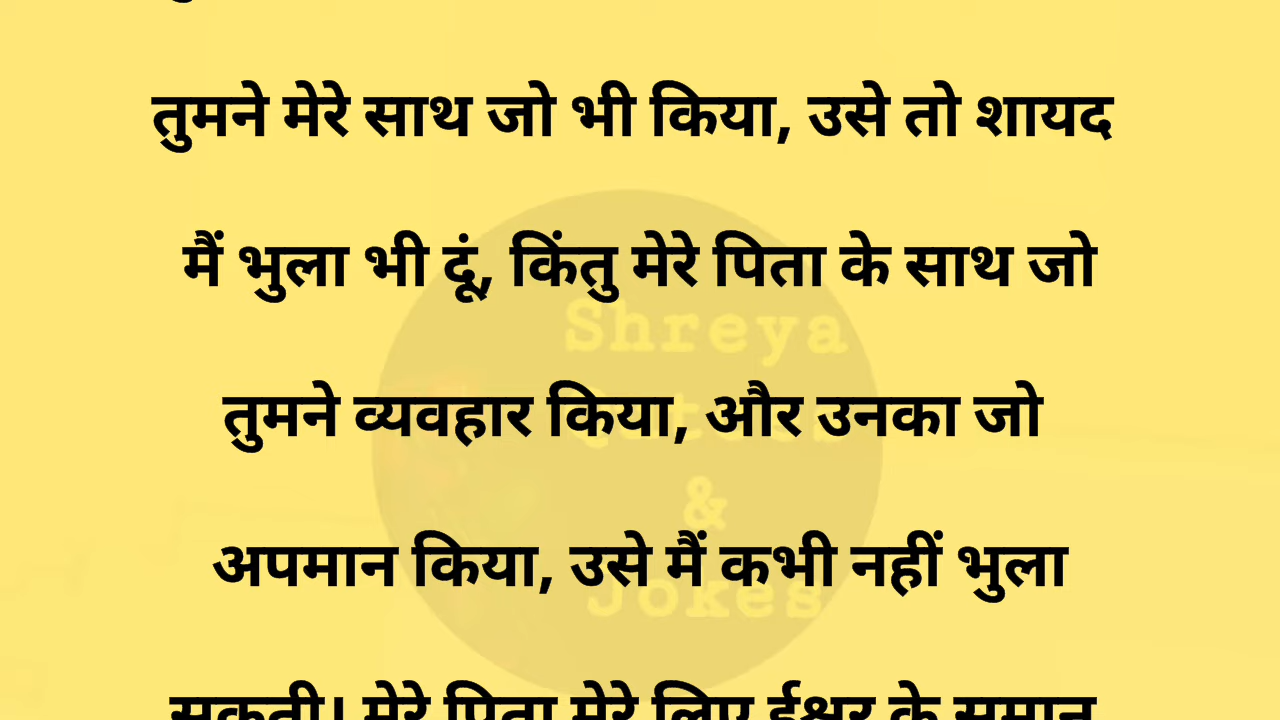 तुमने मेरे साथ जो भी किया, उसे तो शायद
मैं भुला भी दूं, किंतु मेरे पिता के साथ जो
Shreya
तुमने व्यवहार किया, और उनका जो
&
अपमान किया, उसे मैं कभी नहीं भुला
Jokes
सकती। मेरे पिता मेरे लिए ईश्वर के समान